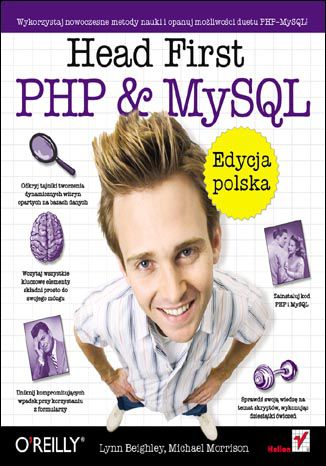 Wykorzystaj nowoczesne metody nauki i opanuj możliwości duetu PHP-MySQL!
Head First
PHP & MySQL
Edycja
polska
Odkryj tajniki tworzenia
dynamicznych witryn
opartych na bazach danych
Wczytaj wszystkie
kluczowe elementy
składni prosto do
swojego mózgu
Zainstaluj kod
PHP i MySQL
Uniknij kompromitujących
wpadek przy korzystaniu
z formularzy
Sprawdź swoją wiedzę na
temat skryptów, wykonując
dziesiątki ćwiczeń
O'REILLY®
Lynn Beighley, Michael Morrison
Helion